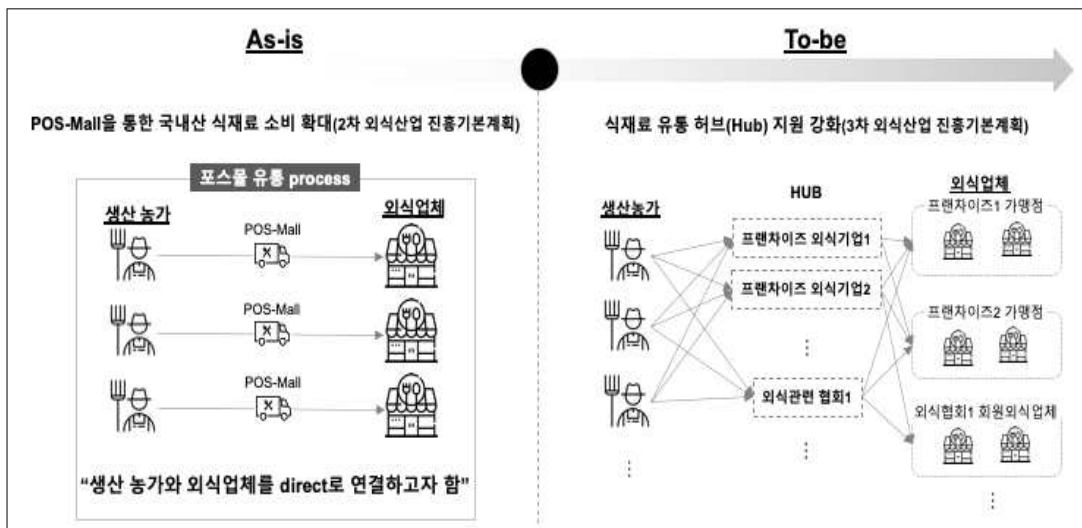 As-is
To-be
POS-Mall을 통한 국내산 식재료 소비 확대(2차 외식산업 진흥기본계획)
포스몰 유통 process
생산 농가
외식업체
POS-Mall
POS-Mall
POS-Mall
“생산 농가와 외식업체를 direct로 연결하고자 함”
식재료 유통 허브(Hub) 지원 강화(3차 외식산업 진흥기본계획)
생산농가
HUB
외식업체
프랜차이즈 외식기업1
프랜차이즈 외식기업2
⋮
외식관련 협회1
⋮
프랜차이즈1 가맹점
프랜차이즈2 가맹점
외식협회1 회원외식업체
⋮
⋮